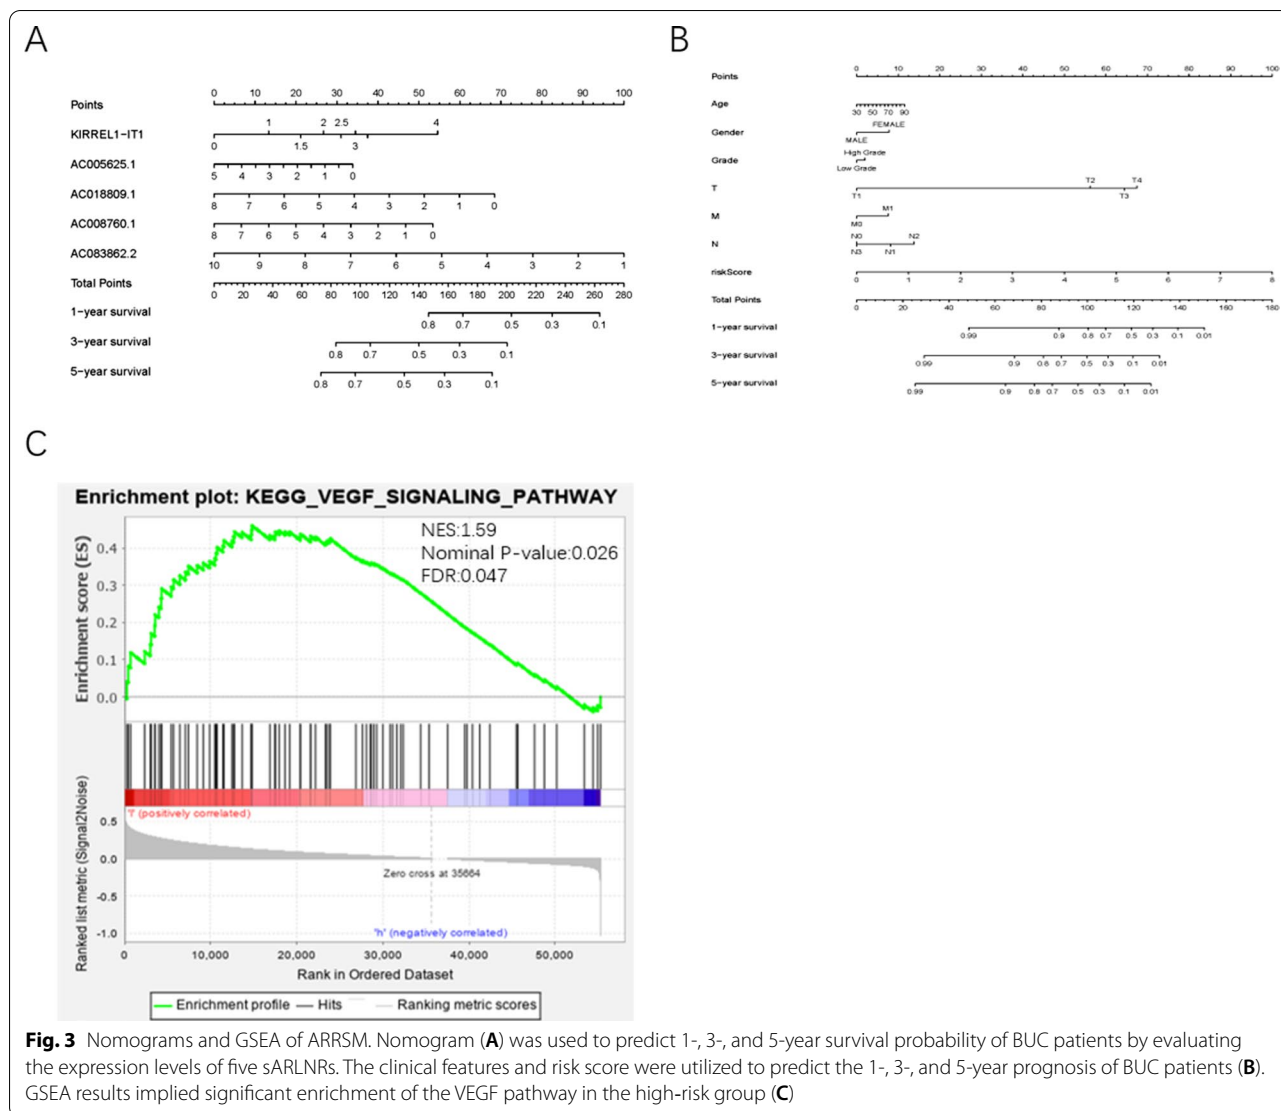 A
Points
0 10 20 30 40 50 60 70 80 90 100
KIRREL1-IT1
1 2 2.5 4
0 1.5 3
AC005625.1
5 4 3 2 1 0
AC018809.1
8 7 6 5 4 3 2 1 0
AC008760.1
8 7 6 5 4 3 2 1 0
AC083862.2
10 9 8 7 6 5 4 3 2 1
Total Points
0 20 40 60 80 100 120 140 160 180 200 220 240 260 280
1-year survival
0.8 0.7 0.5 0.3 0.1
3-year survival
0.8 0.7 0.5 0.3 0.1
5-year survival
0.8 0.7 0.5 0.3 0.1
B
Points
0 10 20 30 40 50 60 70 80 90 100
Age
30 50 70 90
Gender
FEMALE
MALE
Grade
High Grade
Low Grade
T
T2 T4
T1 T3
M
M1
M0
N
N0 N2
N3 N1
riskScore
0 1 2 3 4 5 6 7 8
Total Points
0 20 40 60 80 100 120 140 160 180
1-year survival
0.99 0.9 0.8 0.7 0.5 0.3 0.1 0.01
3-year survival
0.99 0.9 0.8 0.7 0.5 0.3 0.1 0.01
5-year survival
0.99 0.9 0.8 0.7 0.5 0.3 0.1 0.01
C
Enrichment plot: KEGG_VEGF_SIGNALING_PATHWAY
NES:1.59
Nominal P-value:0.026
FDR:0.047
Enrichment score (ES)
0.4
0.3
0.2
0.1
0.0
Ranked list metric (Signal2Noise)
'l' (positively correlated)
0.5
0.0
-0.5
-1.0
Zero cross at 35664
'h' (negatively correlated)
0 10,000 20,000 30,000 40,000 50,000
Rank in Ordered Dataset
Enrichment profile Hits Ranking metric scores
Fig. 3 Nomograms and GSEA of ARRSM. Nomogram (A) was used to predict 1-, 3-, and 5-year survival probability of BUC patients by evaluating
the expression levels of five sARLNRs. The clinical features and risk score were utilized to predict the 1-, 3-, and 5-year prognosis of BUC patients (B).
GSEA results implied significant enrichment of the VEGF pathway in the high-risk group (C)